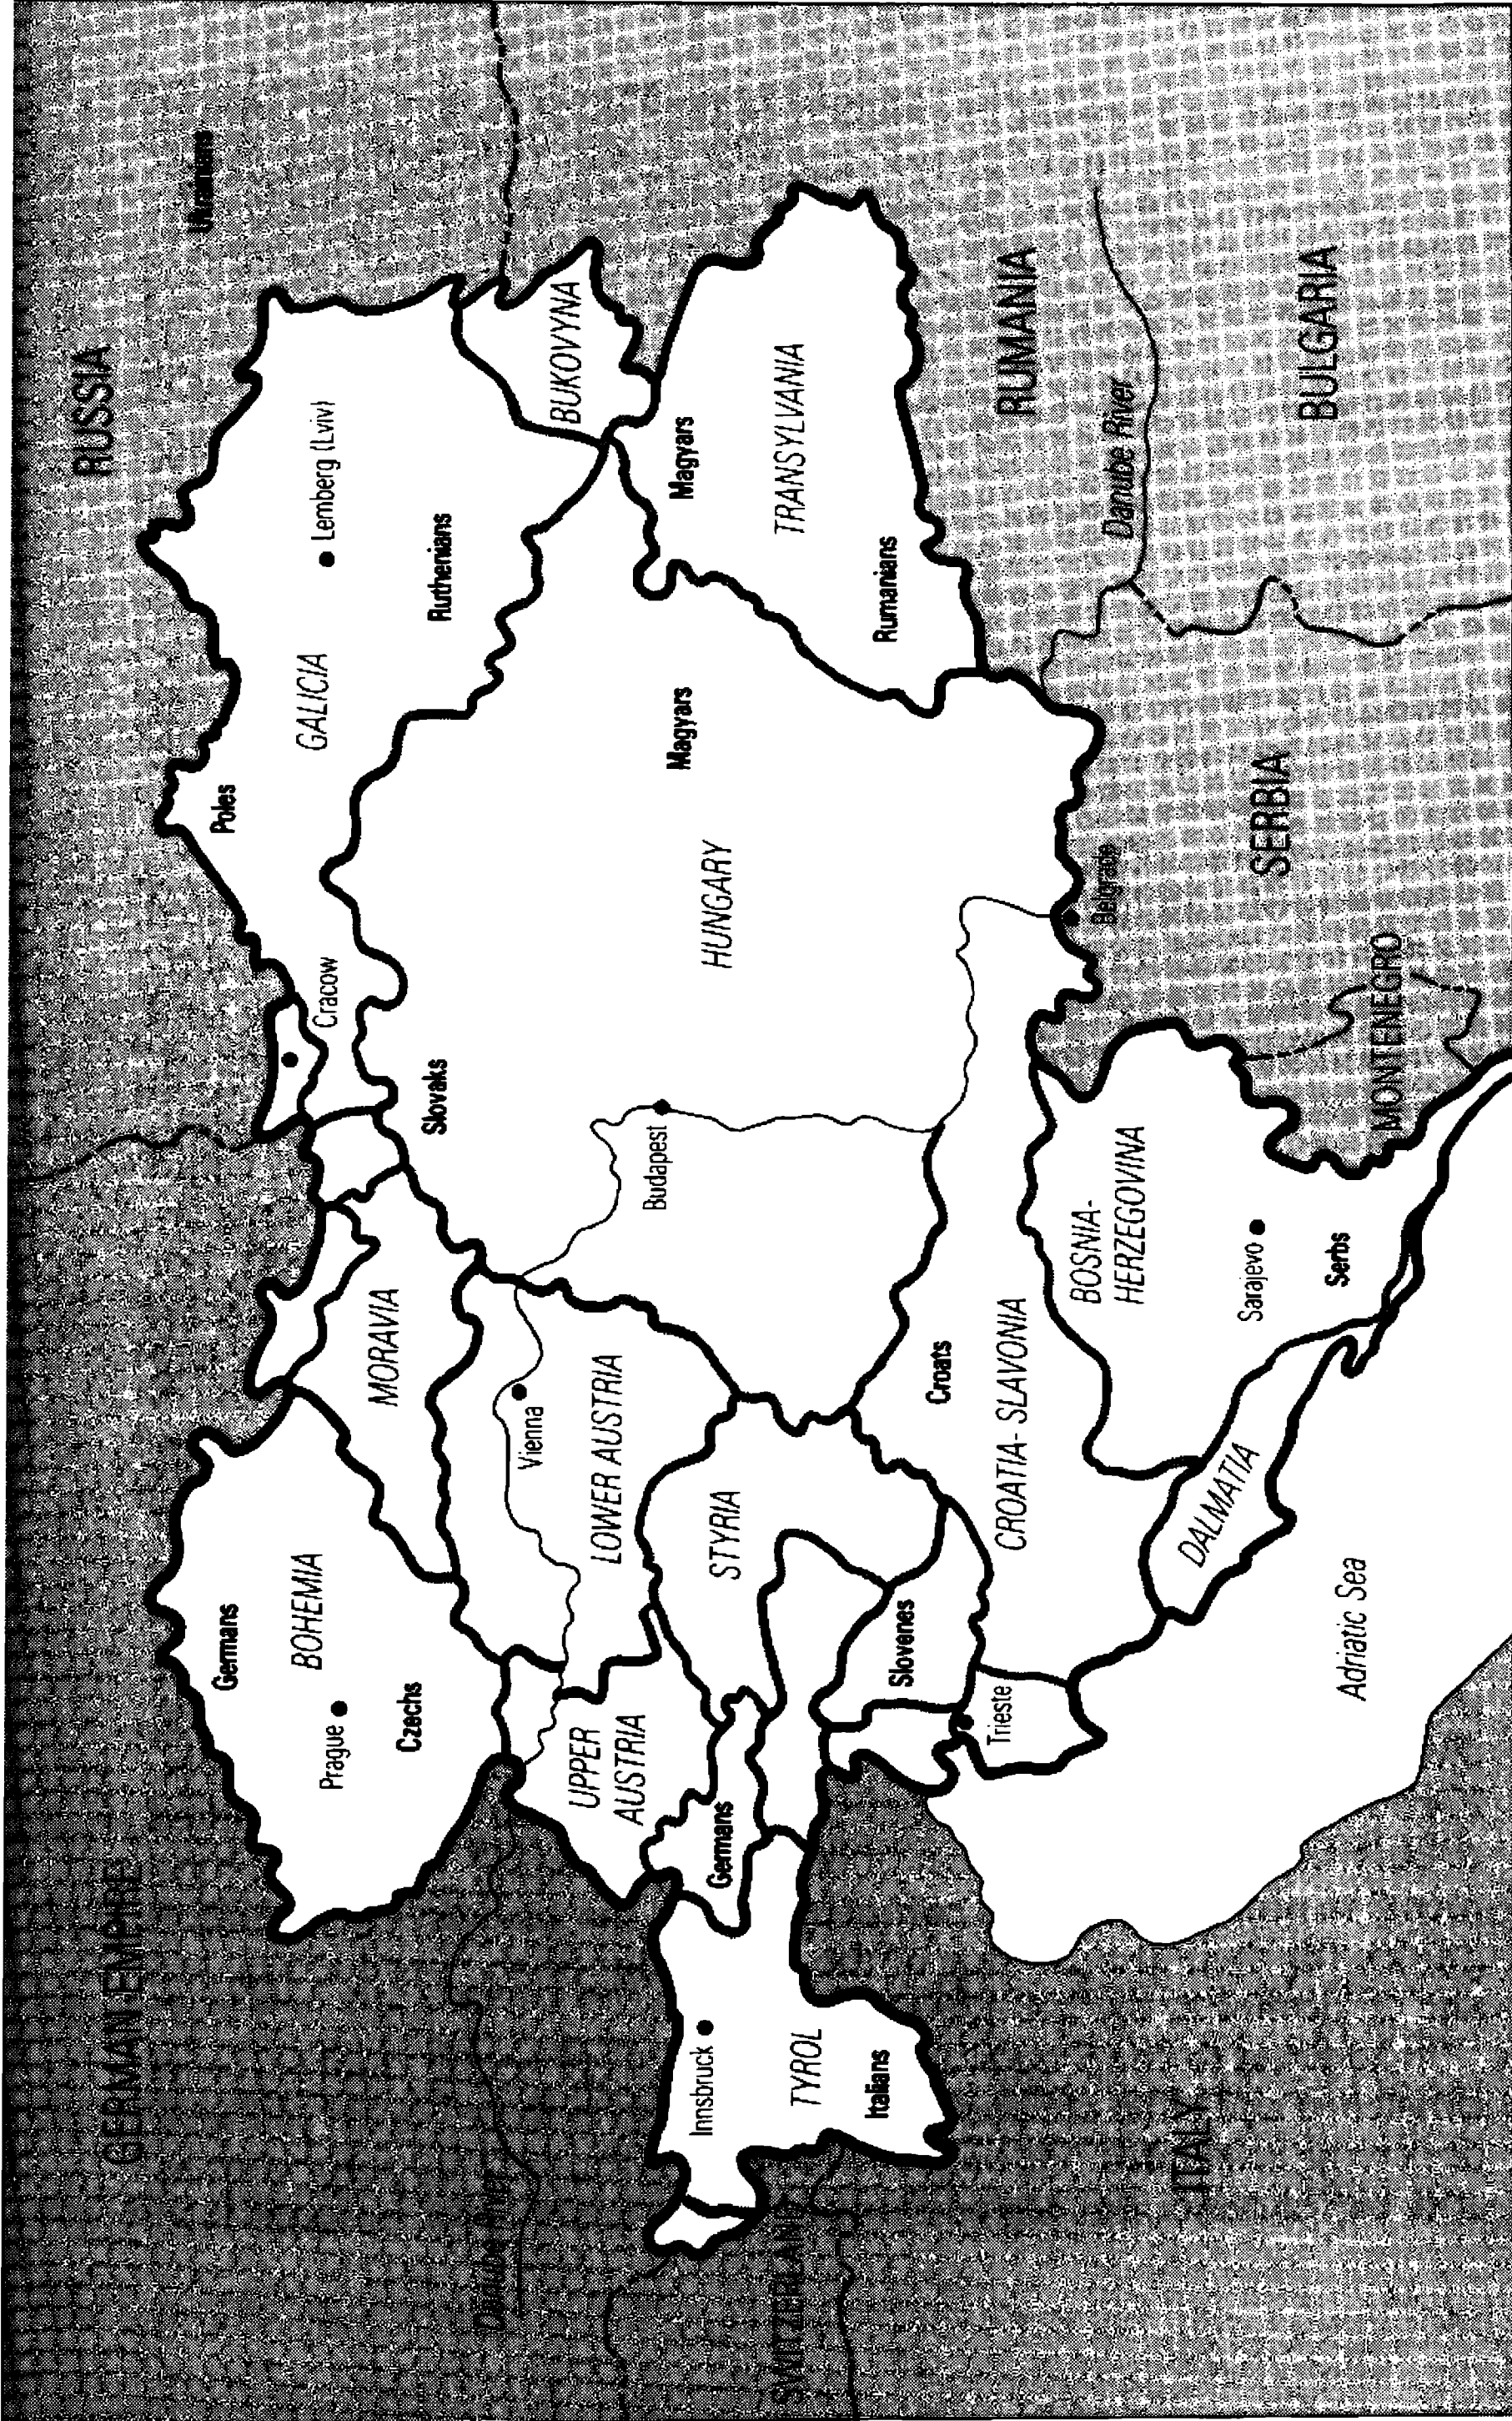 RUSSIA
Ukrainians
GERMAN EMPIRE
Poles
Germans
BOHEMIA
Prague
Czechs
Cracow
GALICIA
Lemberg (Lviv)
Ruthenians
MORAVIA
Slovaks
Danube River
Vienna
BUKOVYNA
UPPER
AUSTRIA
LOWER AUSTRIA
Budapest
Magyars
Magyars
Innsbruck
Germans
STYRIA
HUNGARY
TRANSYLVANIA
SWITZERLAND
TYROL
Italians
Slovenes
Croats
Rumanians
Trieste
CROATIA-SLAVONIA
RUMANIA
Belgrade
Danube River
BOSNIA-
HERZEGOVINA
ITALY
DALMATIA
Sarajevo
SERBIA
BULGARIA
Serbs
Adriatic Sea
MONTENEGRO